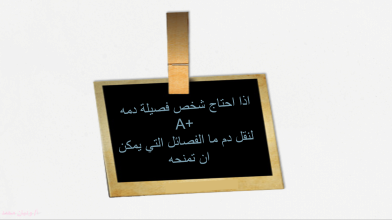 اذا احتاج شخص فصيلة دمه
A+
لنقل دم ما الفصائل التي يمكن
ان تمنحه